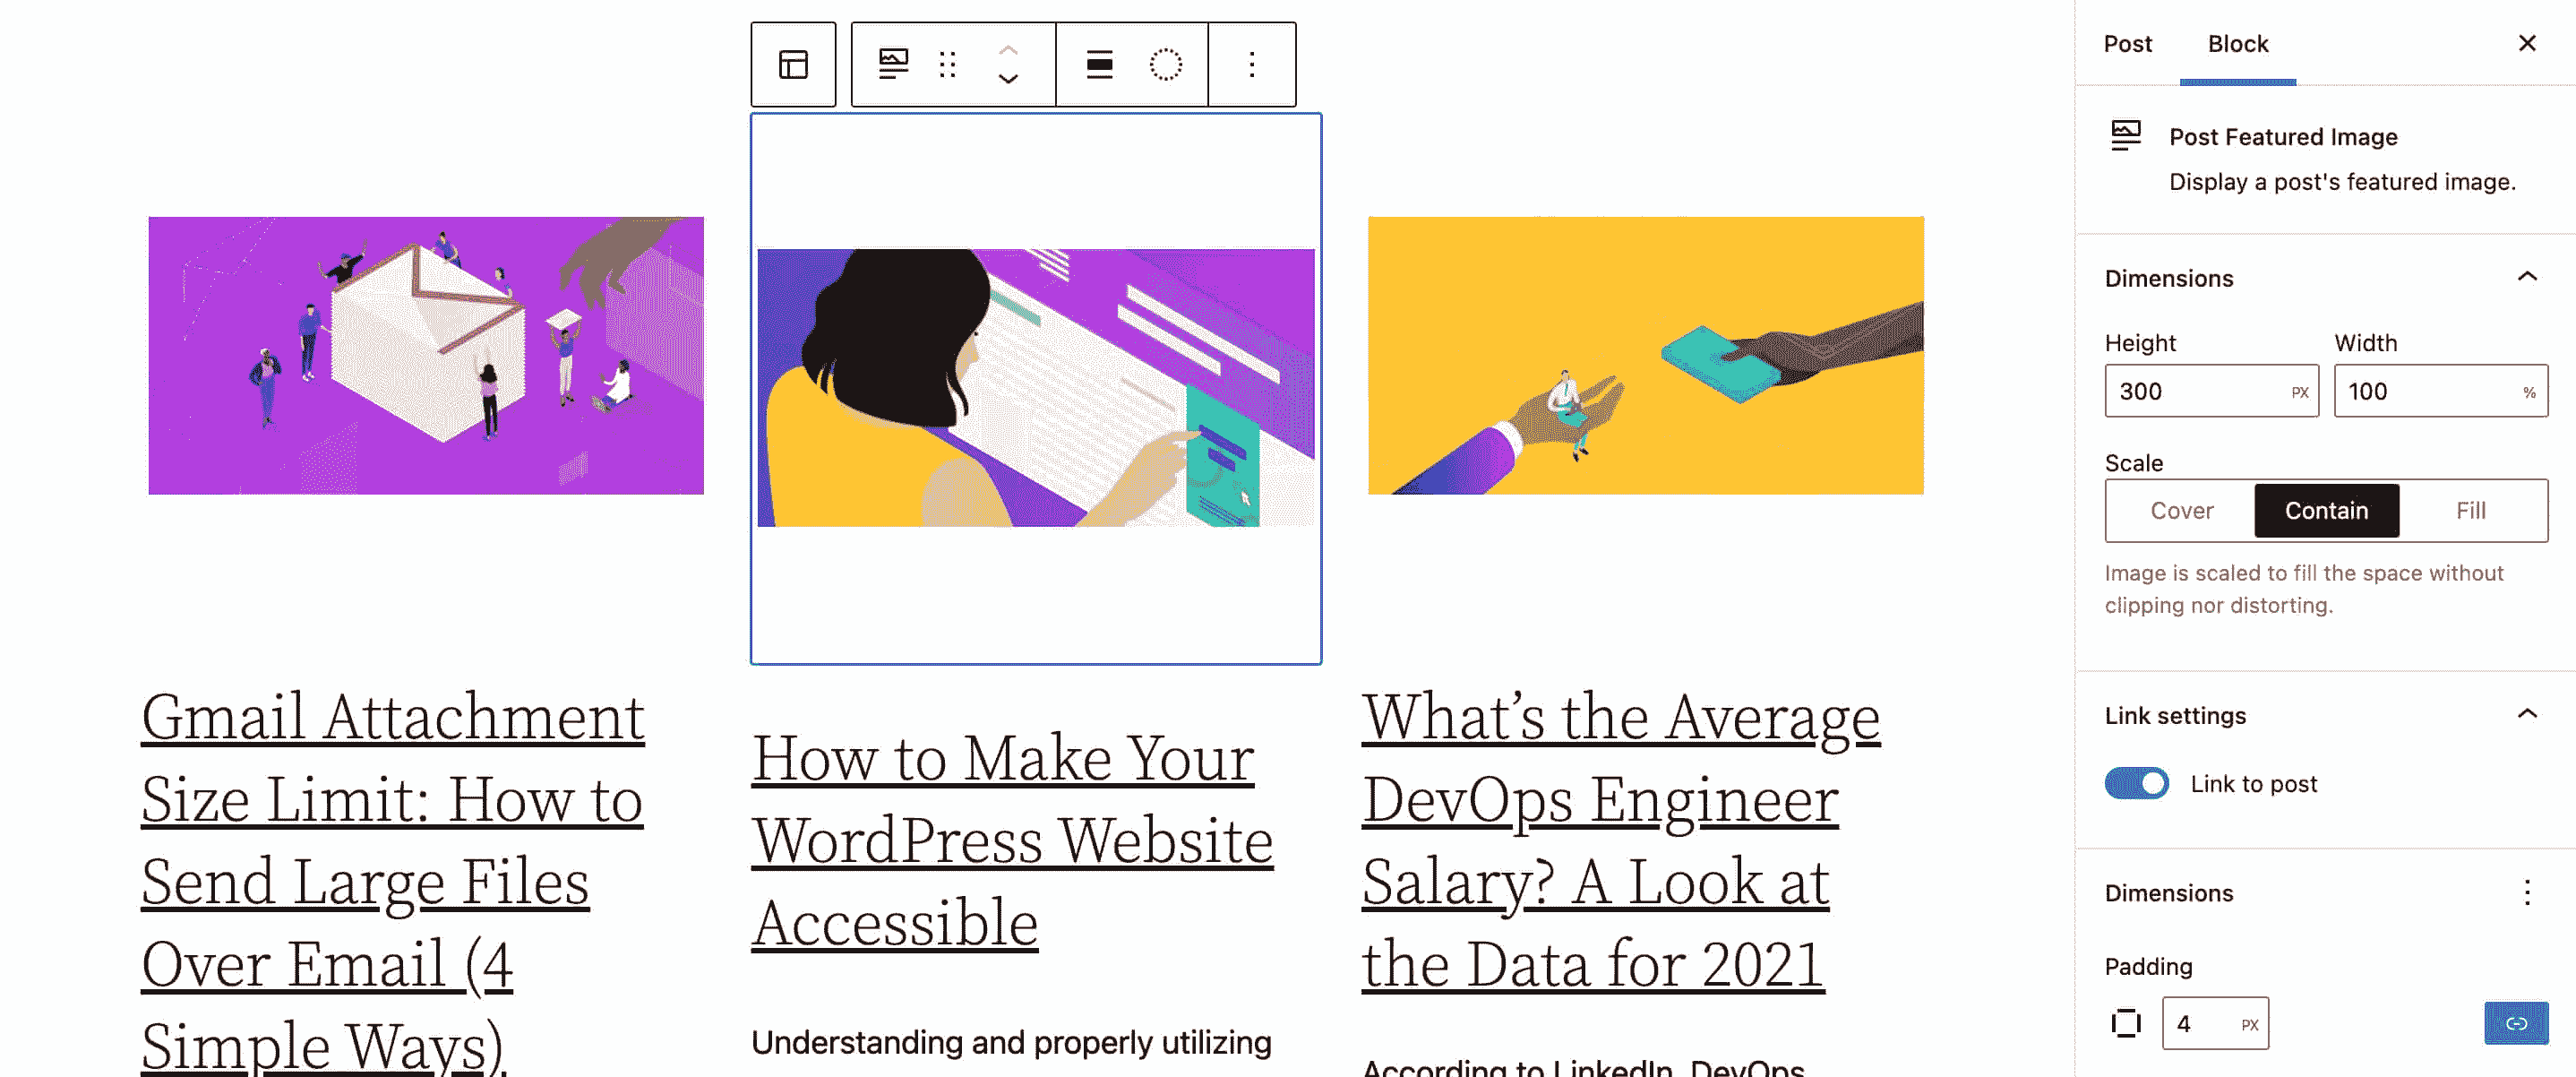 Gmail Attachment
Size Limit: How to
Send Large Files
Over Email (4
Simple Ways)
How to Make Your
WordPress Website
Accessible
Understanding and properly utilizing
What’s the Average
DevOps Engineer
Salary? A Look at
the Data for 2021
According to LinkedIn, DevOps
Post Block
Post Featured Image
Display a post's featured image.
Dimensions
Height Width
300 PX 100 %
Scale
Cover Contain Fill
Image is scaled to fill the space without
clipping nor distorting.
Link settings
Link to post
Dimensions
Padding
4 PX